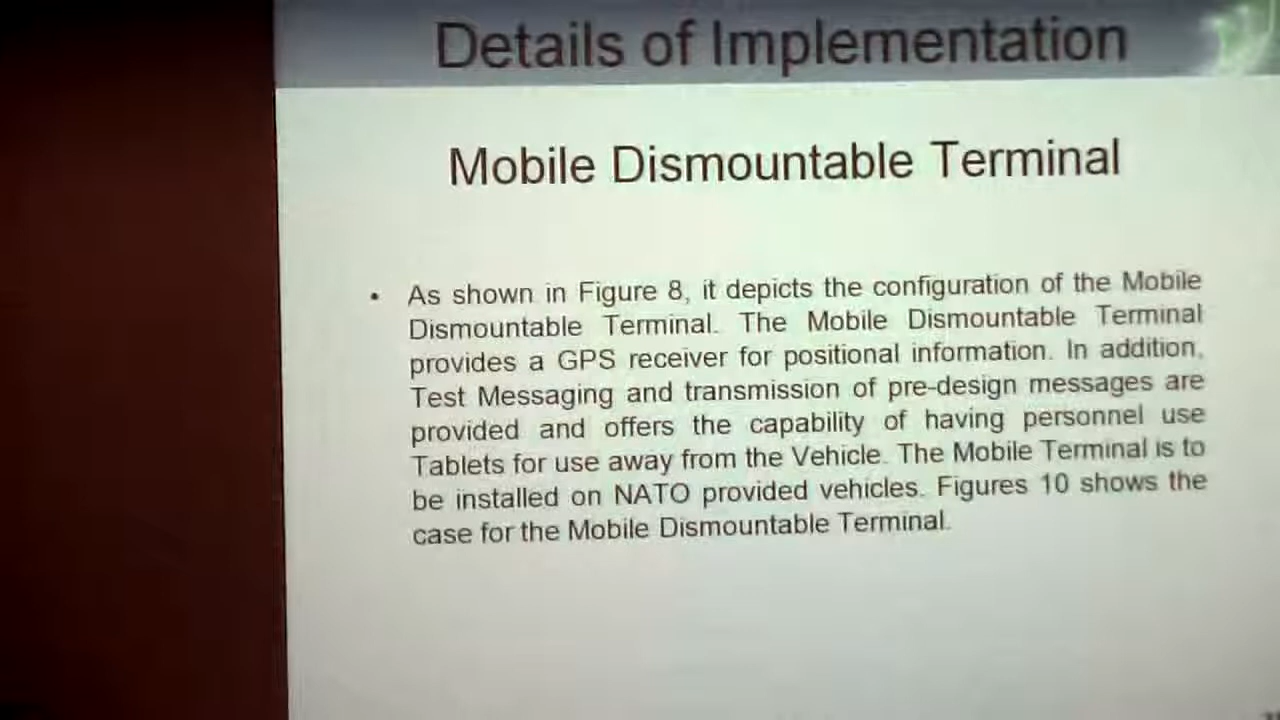 Details of Implementation
Mobile Dismountable Terminal
• As shown in Figure 8, it depicts the configuration of the Mobile
Dismountable Terminal. The Mobile Dismountable Terminal
provides a GPS receiver for positional information. In addition,
Test Messaging and transmission of pre-design messages are
provided and offers the capability of having personnel use
Tablets for use away from the Vehicle. The Mobile Terminal is to
be installed on NATO provided vehicles. Figures 10 shows the
case for the Mobile Dismountable Terminal.